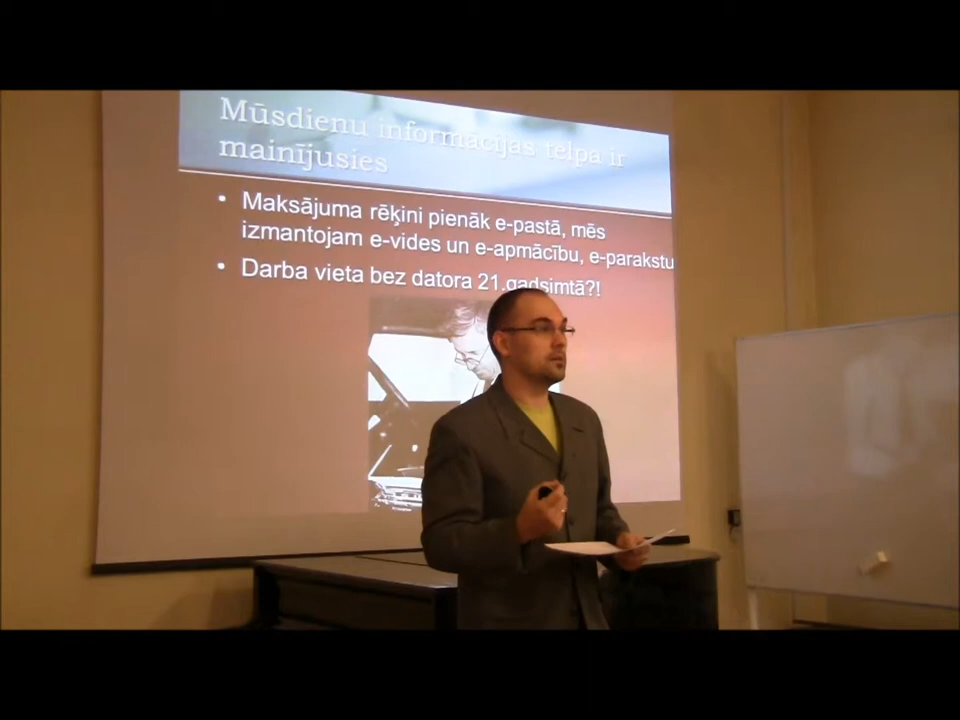 Mūsdienu informācijas telpa ir
mainījusies
• Maksājuma rēķini pienāk e-pastā, mēs
izmantojam e-vides un e-apmācību, e-parakstu
• Darba vieta bez datora 21.gadsimtā?!